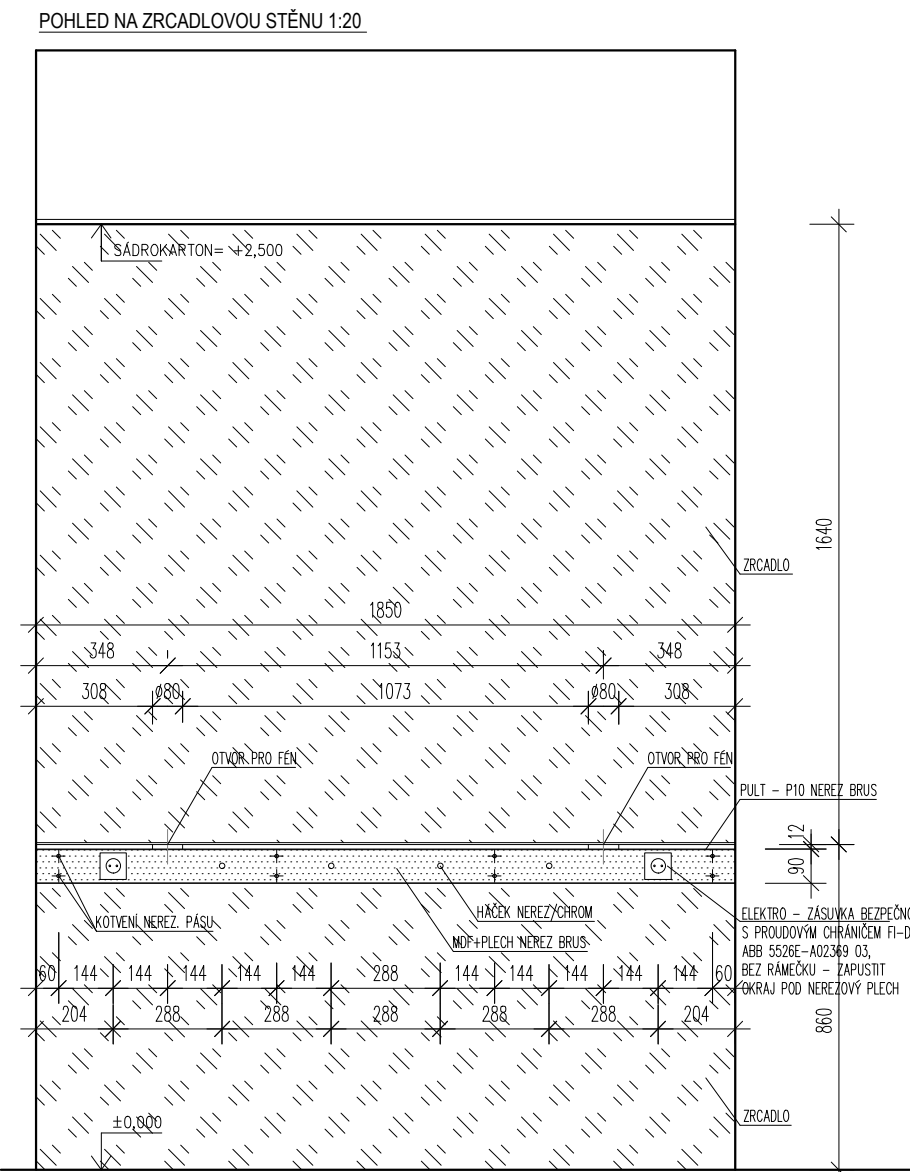 POHLED NA ZRCADLOVOU STĚNU 1:20
SÁDROKARTON= +2,500
1640
ZRCADLO
1850
348 1153 348
308 ø80 1073 ø80 308
OTVOR PRO FÉN OTVOR PRO FÉN
PULT - P10 NEREZ BRUS
12
90
HÁČEK NEREZ/CHROM
KOTVENÍ NEREZ. PÁSU
MDF+PLECH NEREZ BRUS
ELEKTRO - ZÁSUVKA BEZPEČNO
S PROUDOVÝM CHRÁNIČEM FI-D
ABB 5526E-A02369 03,
BEZ RÁMEČKU - ZAPUSTIT
OKRAJ POD NEREZOVÝ PLECH
60 144 144 144 144 144 288 144 144 144 144 144 60
204 288 288 288 288 288 204
860
ZRCADLO
±0,000